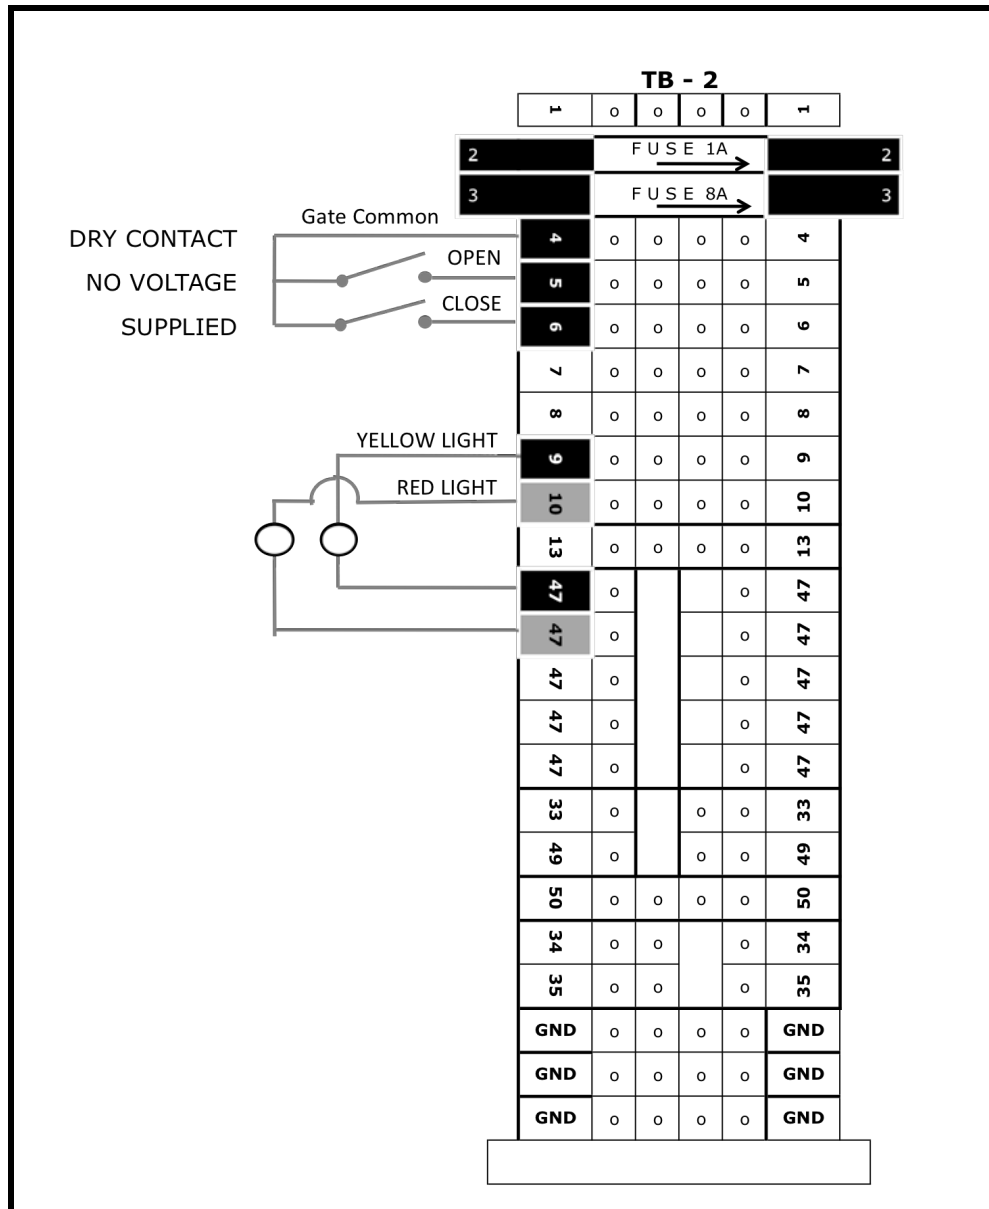 TB - 2
1 o o o o 1
2 FUSE 1A 2
3 FUSE 8A 3
Gate Common
DRY CONTACT
4 o o o o 4
OPEN
NO VOLTAGE
5 o o o o 5
CLOSE
SUPPLIED
6 o o o o 6
7 o o o o 7
8 o o o o 8
YELLOW LIGHT
9 o o o o 9
RED LIGHT
10 o o o o 10
13 o o o o 13
47 o o 47
47 o o 47
47 o o 47
47 o o 47
47 o o 47
33 o o o 33
49 o o o 49
50 o o o o 50
34 o o o 34
35 o o o 35
GND o o o o GND
GND o o o o GND
GND o o o o GND